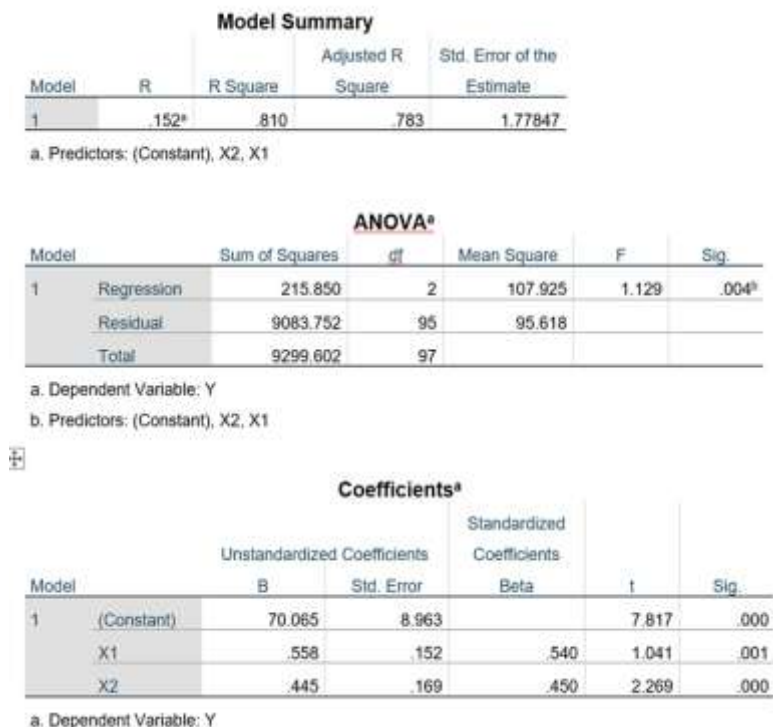 Model Summary
Adjusted R Std. Error of the
Model R R Square Square Estimate
1 .152a .810 .783 1.77847
a. Predictors: (Constant), X2, X1
ANOVAa
Model Sum of Squares df Mean Square F Sig.
1 Regression 215.850 2 107.925 1.129 .004b
Residual 9083.752 95 95.618
Total 9299.602 97
a. Dependent Variable: Y
b. Predictors: (Constant), X2, X1
Coefficientsa
Standardized
Unstandardized Coefficients Coefficients
Model B Std. Error Beta t Sig.
1 (Constant) 70.065 8.963 7.817 .000
X1 .558 .152 .540 1.041 .001
X2 .445 .169 .450 2.269 .000
a. Dependent Variable: Y